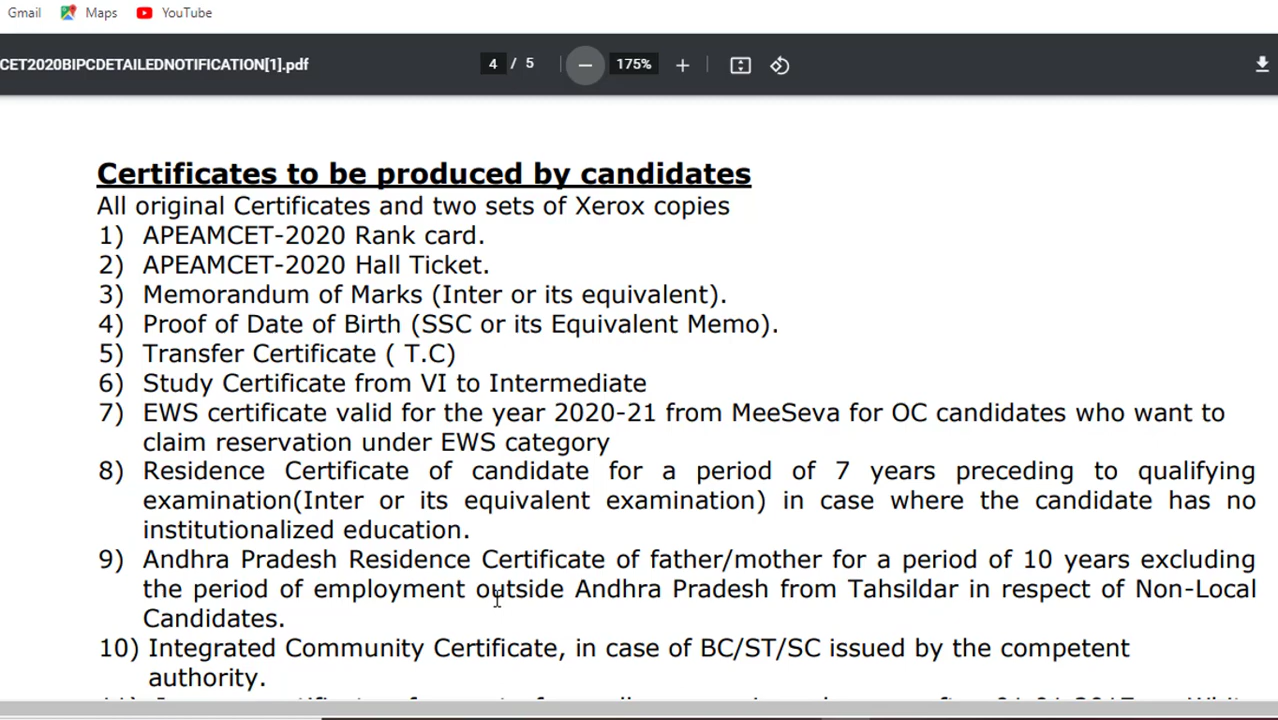 Gmail Maps YouTube
CET2020BIPCDETAILEDNOTIFICATION[1].pdf 4 / 5 175%
Certificates to be produced by candidates
All original Certificates and two sets of Xerox copies
1) APEAMCET-2020 Rank card.
2) APEAMCET-2020 Hall Ticket.
3) Memorandum of Marks (Inter or its equivalent).
4) Proof of Date of Birth (SSC or its Equivalent Memo).
5) Transfer Certificate ( T.C)
6) Study Certificate from VI to Intermediate
7) EWS certificate valid for the year 2020-21 from MeeSeva for OC candidates who want to
claim reservation under EWS category
8) Residence Certificate of candidate for a period of 7 years preceding to qualifying
examination(Inter or its equivalent examination) in case where the candidate has no
institutionalized education.
9) Andhra Pradesh Residence Certificate of father/mother for a period of 10 years excluding
the period of employment outside Andhra Pradesh from Tahsildar in respect of Non-Local
Candidates.
10) Integrated Community Certificate, in case of BC/ST/SC issued by the competent
authority.